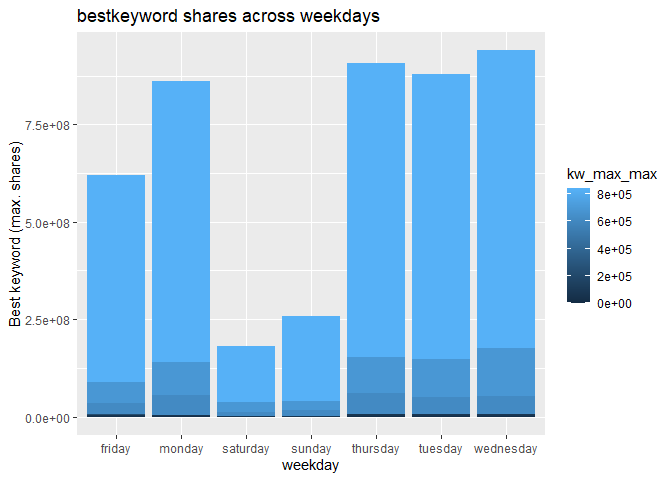 bestkeyword shares across weekdays
Best keyword (max. shares)
7.5e+08
5.0e+08
2.5e+08
0.0e+00
friday monday saturday sunday thursday tuesday wednesday
weekday
kw_max_max
8e+05
6e+05
4e+05
2e+05
0e+00